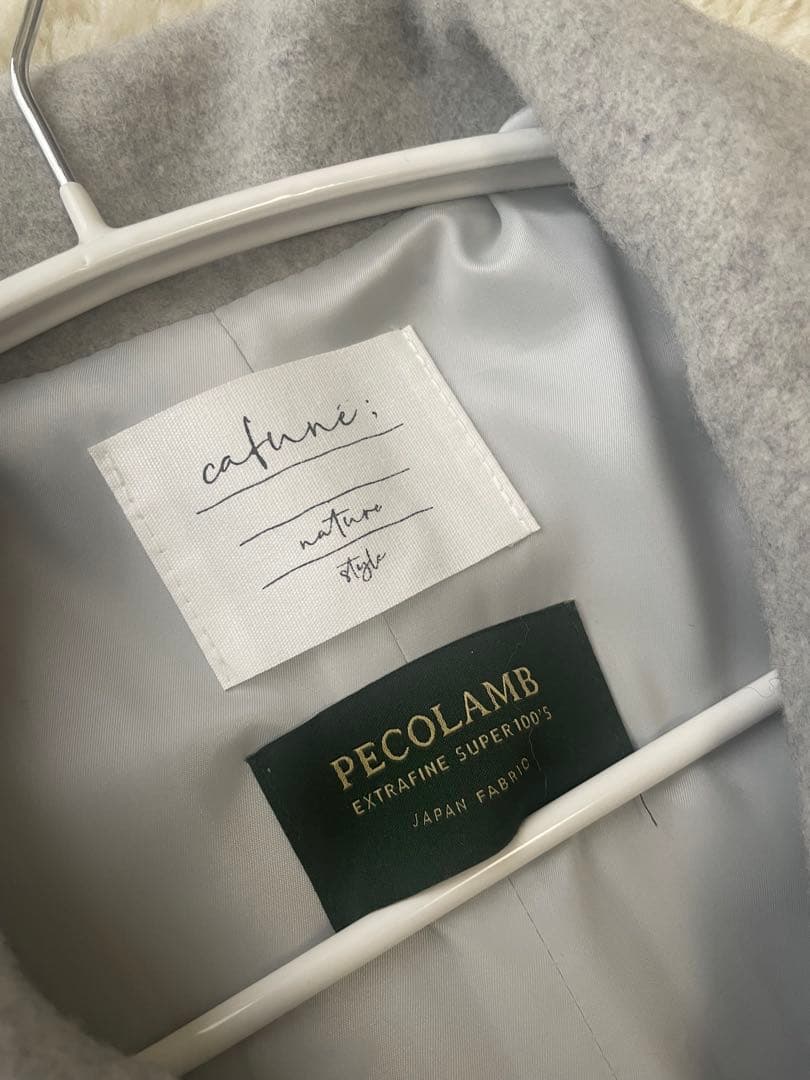 cafuné;
nature
style
PECOLAMB
EXTRAFINE SUPER100'S
JAPAN FABRIC